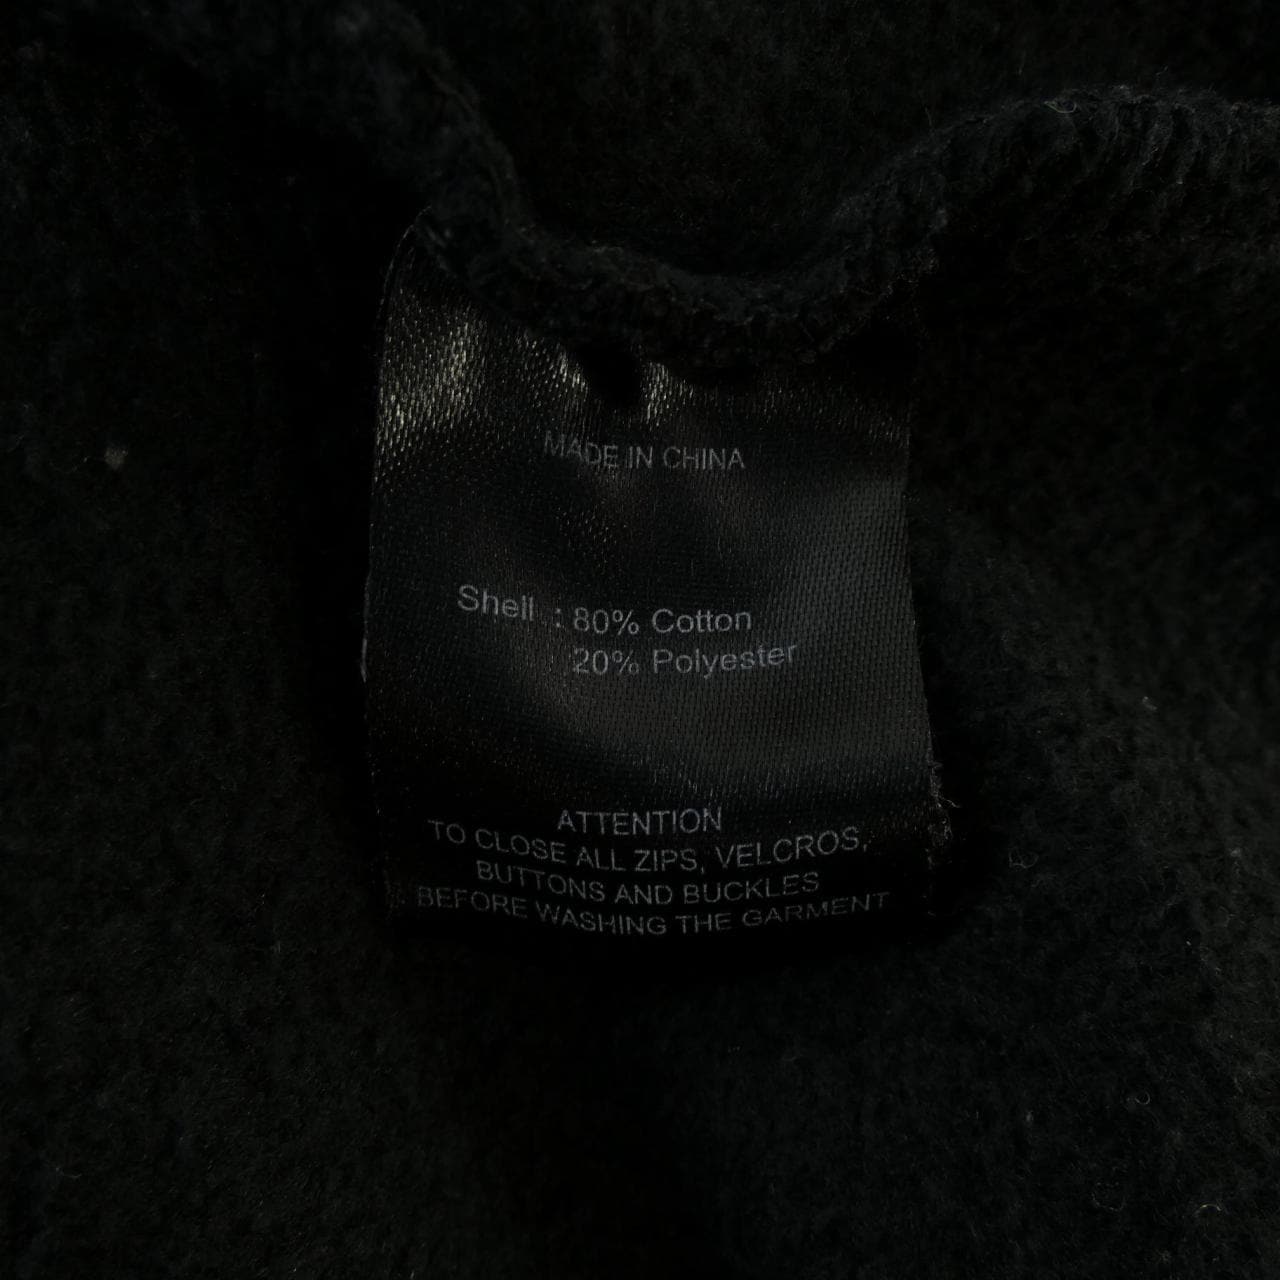 MADE IN CHINA
Shell : 80% Cotton
20% Polyester
ATTENTION
TO CLOSE ALL ZIPS, VELCROS,
BUTTONS AND BUCKLES
BEFORE WASHING THE GARMENT